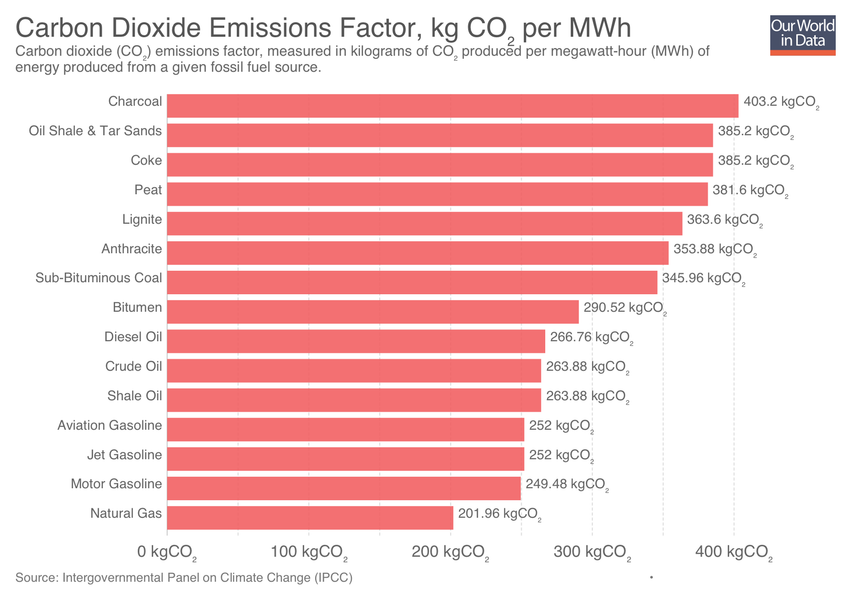 Carbon Dioxide Emissions Factor, kg CO₂ per MWh
Our World
in Data
Carbon dioxide (CO₂) emissions factor, measured in kilograms of CO₂ produced per megawatt-hour (MWh) of
energy produced from a given fossil fuel source.
Charcoal 403.2 kgCO₂
Oil Shale & Tar Sands 385.2 kgCO₂
Coke 385.2 kgCO₂
Peat 381.6 kgCO₂
Lignite 363.6 kgCO₂
Anthracite 353.88 kgCO₂
Sub-Bituminous Coal 345.96 kgCO₂
Bitumen 290.52 kgCO₂
Diesel Oil 266.76 kgCO₂
Crude Oil 263.88 kgCO₂
Shale Oil 263.88 kgCO₂
Aviation Gasoline 252 kgCO₂
Jet Gasoline 252 kgCO₂
Motor Gasoline 249.48 kgCO₂
Natural Gas 201.96 kgCO₂
0 kgCO₂ 100 kgCO₂ 200 kgCO₂ 300 kgCO₂ 400 kgCO₂
Source: Intergovernmental Panel on Climate Change (IPCC)